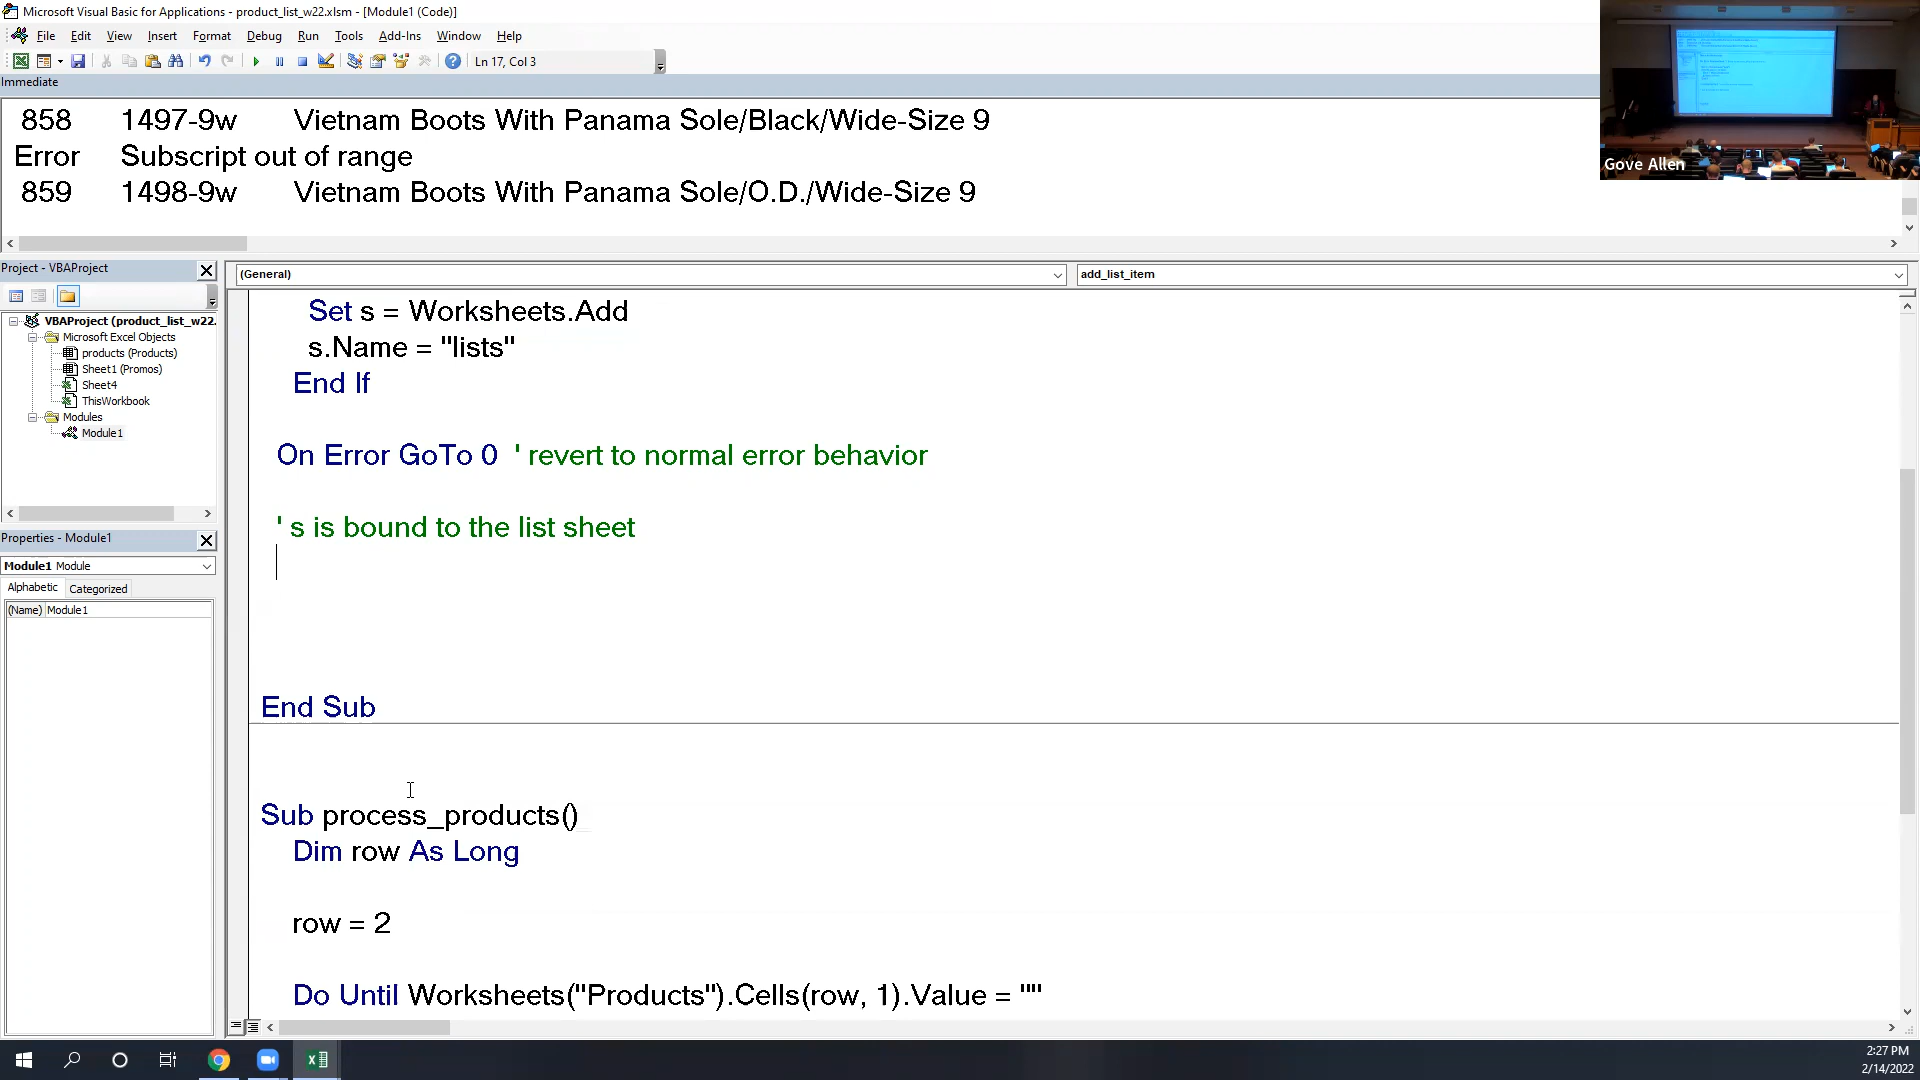 Microsoft Visual Basic for Applications - product_list_w22.xlsm - [Module1 (Code)]
File Edit View Insert Format Debug Run Tools Add-Ins Window Help
Ln 17, Col 3
Immediate
858 1497-9w Vietnam Boots With Panama Sole/Black/Wide-Size 9
Error Subscript out of range
859 1498-9w Vietnam Boots With Panama Sole/O.D./Wide-Size 9
Gove Allen
Project - VBAProject
VBAProject (product_list_w22.
Microsoft Excel Objects
products (Products)
Sheet1 (Promos)
Sheet4
ThisWorkbook
Modules
Module1
Properties - Module1
Module1 Module
Alphabetic Categorized
(Name) Module1
(General) add_list_item
Set s = Worksheets.Add
s.Name = "lists"
End If
On Error GoTo 0 ' revert to normal error behavior
' s is bound to the list sheet
End Sub
Sub process_products()
Dim row As Long
row = 2
Do Until Worksheets("Products").Cells(row, 1).Value = ""
2:27 PM
2/14/2022